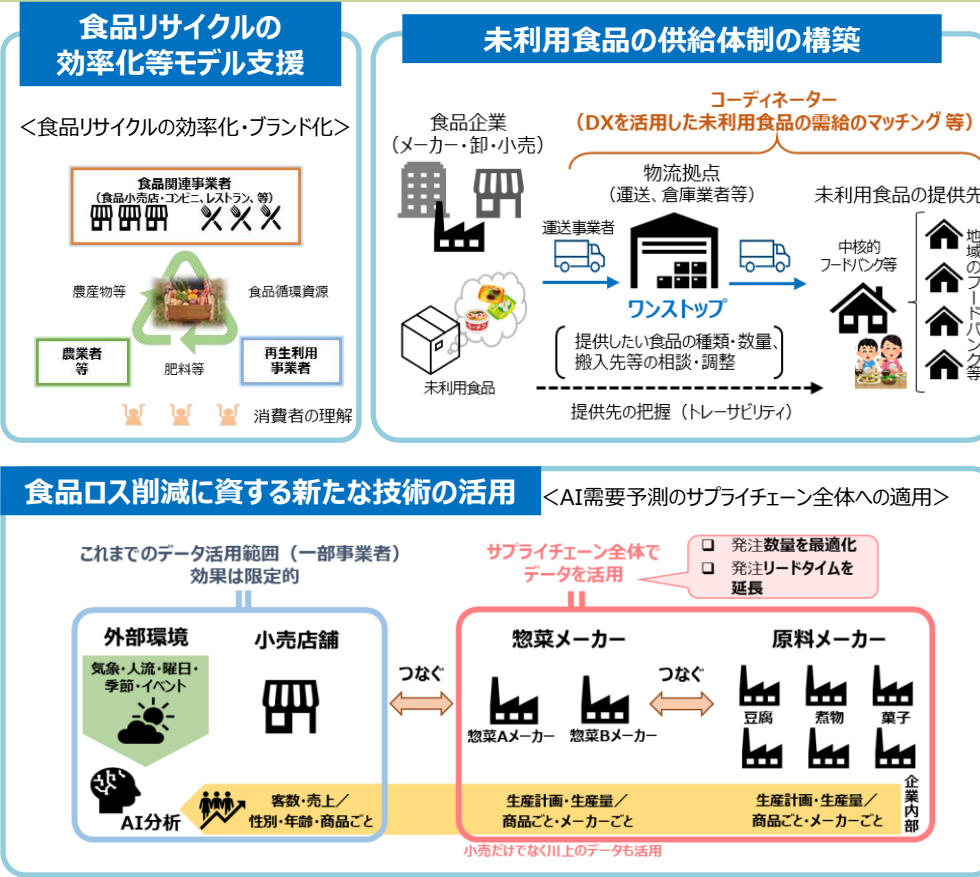 食品リサイクルの
効率化等モデル支援
＜食品リサイクルの効率化・ブランド化＞
食品関連事業者
（食品小売店・コンビニ、レストラン、等）
農産物等
食品循環資源
農業者
等
肥料等
再生利用
事業者
消費者の理解
未利用食品の供給体制の構築
コーディネーター
（DXを活用した未利用食品の需給のマッチング 等）
食品企業
（メーカー・卸・小売）
物流拠点
（運送、倉庫業者等）
未利用食品の提供先
運送事業者
中核的
フードバンク等
地域のフードバンク等
ワンストップ
提供したい食品の種類・数量、
搬入先等の相談・調整
未利用食品
提供先の把握（トレーサビリティ）
食品ロス削減に資する新たな技術の活用
＜AI需要予測のサプライチェーン全体への適用＞
これまでのデータ活用範囲（一部事業者）
効果は限定的
サプライチェーン全体で
データを活用
❑ 発注数量を最適化
❑ 発注リードタイムを
延長
外部環境
小売店舗
惣菜メーカー
原料メーカー
気象・人流・曜日・
季節・イベント
つなぐ
つなぐ
惣菜Aメーカー
惣菜Bメーカー
豆腐
煮物
菓子
AI分析
客数・売上／
性別・年齢・商品ごと
生産計画・生産量／
商品ごと・メーカーごと
生産計画・生産量／
商品ごと・メーカーごと
企業内部
小売だけでなく川上のデータも活用